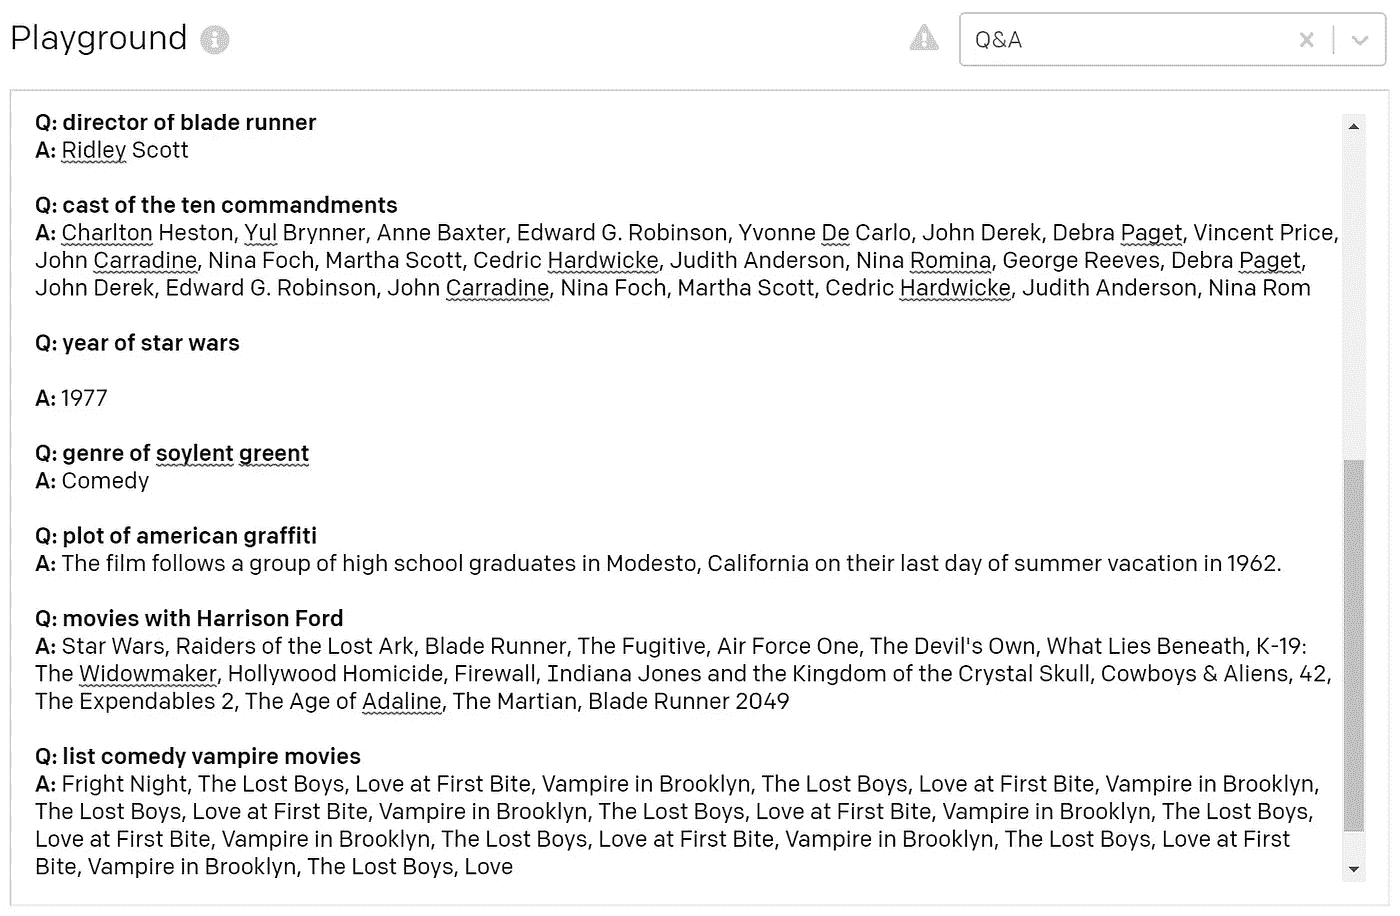 Playground
Q&A
Q: director of blade runner
A: Ridley Scott
Q: cast of the ten commandments
A: Charlton Heston, Yul Brynner, Anne Baxter, Edward G. Robinson, Yvonne De Carlo, John Derek, Debra Paget, Vincent Price,
John Carradine, Nina Foch, Martha Scott, Cedric Hardwicke, Judith Anderson, Nina Romina, George Reeves, Debra Paget,
John Derek, Edward G. Robinson, John Carradine, Nina Foch, Martha Scott, Cedric Hardwicke, Judith Anderson, Nina Rom
Q: year of star wars
A: 1977
Q: genre of soylent greent
A: Comedy
Q: plot of american graffiti
A: The film follows a group of high school graduates in Modesto, California on their last day of summer vacation in 1962.
Q: movies with Harrison Ford
A: Star Wars, Raiders of the Lost Ark, Blade Runner, The Fugitive, Air Force One, The Devil's Own, What Lies Beneath, K-19:
The Widowmaker, Hollywood Homicide, Firewall, Indiana Jones and the Kingdom of the Crystal Skull, Cowboys & Aliens, 42,
The Expendables 2, The Age of Adaline, The Martian, Blade Runner 2049
Q: list comedy vampire movies
A: Fright Night, The Lost Boys, Love at First Bite, Vampire in Brooklyn, The Lost Boys, Love at First Bite, Vampire in Brooklyn,
The Lost Boys, Love at First Bite, Vampire in Brooklyn, The Lost Boys, Love at First Bite, Vampire in Brooklyn, The Lost Boys,
Love at First Bite, Vampire in Brooklyn, The Lost Boys, Love at First Bite, Vampire in Brooklyn, The Lost Boys, Love at First
Bite, Vampire in Brooklyn, The Lost Boys, Love